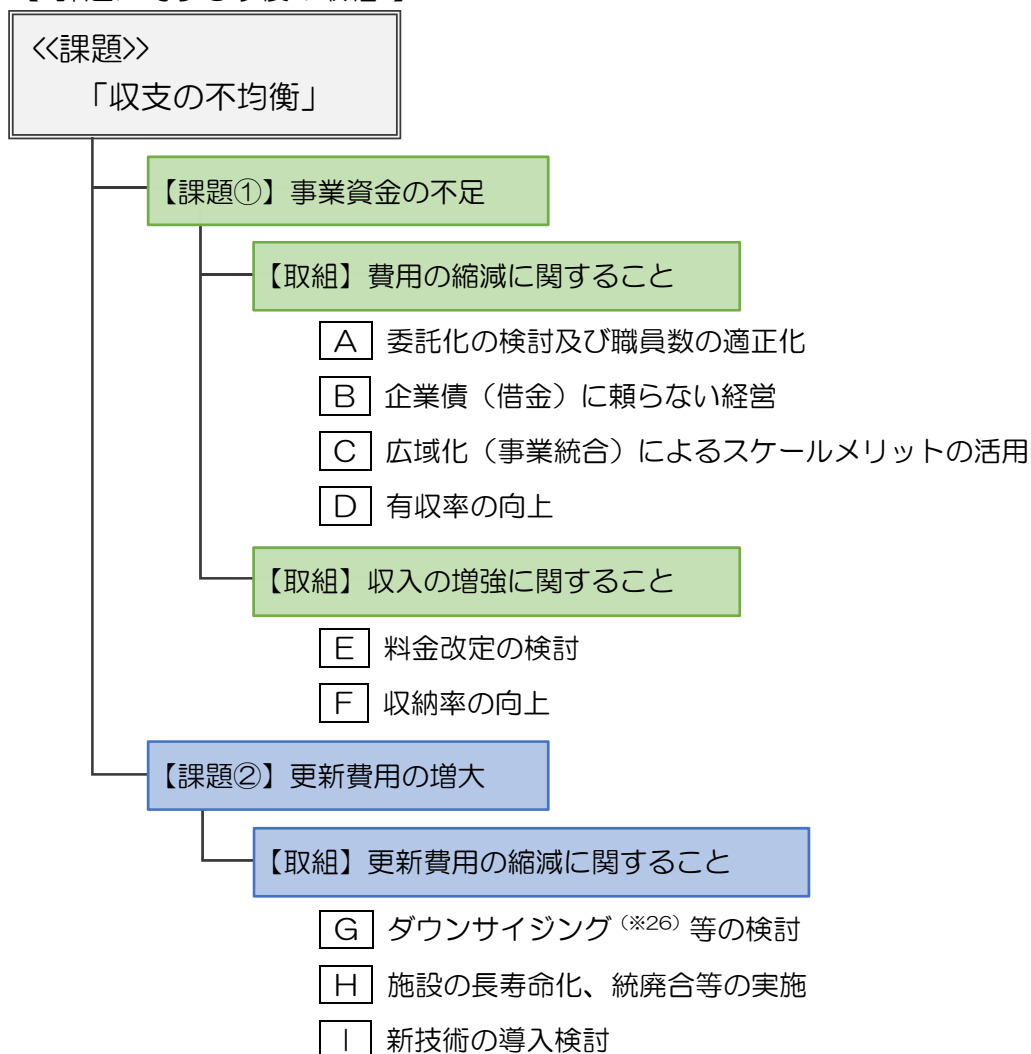 <<課題>>
「収支の不均衡」
【課題①】事業資金の不足
【取組】費用の縮減に関すること
A 委託化の検討及び職員数の適正化
B 企業債（借金）に頼らない経営
C 広域化（事業統合）によるスケールメリットの活用
D 有収率の向上
【取組】収入の増強に関すること
E 料金改定の検討
F 収納率の向上
【課題②】更新費用の増大
【取組】更新費用の縮減に関すること
G ダウンサイジング（※26）等の検討
H 施設の長寿命化、統廃合等の実施
I 新技術の導入検討